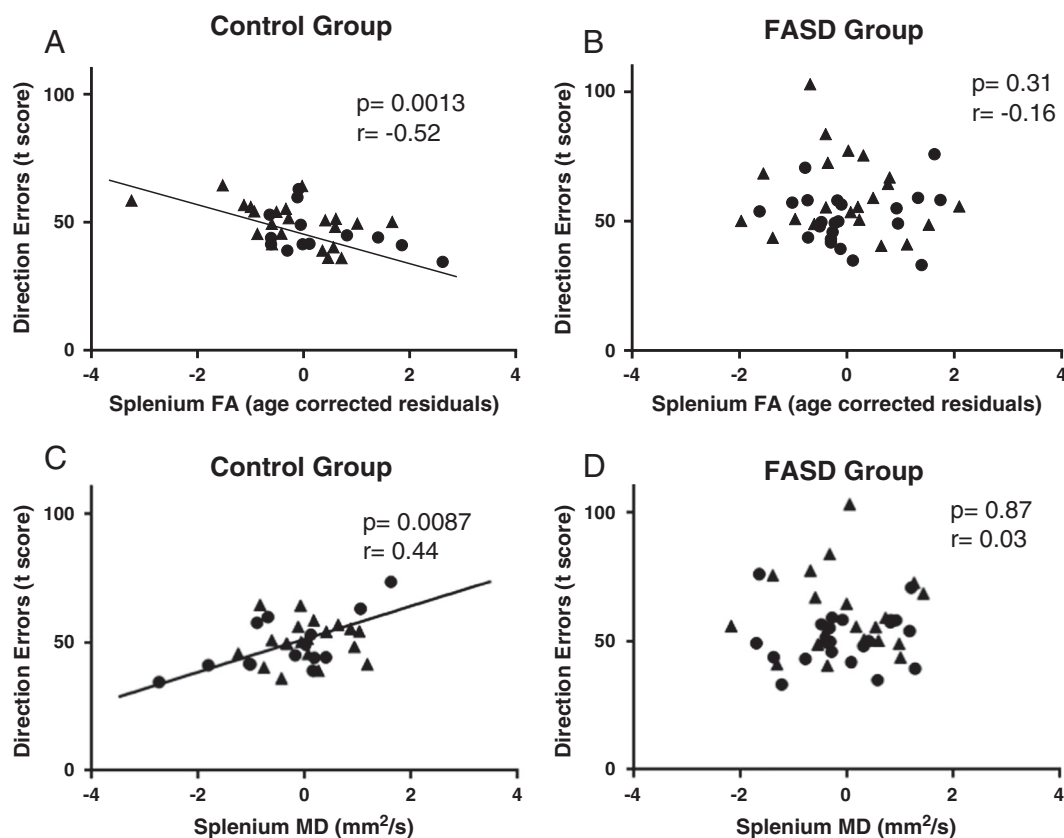 A
Control Group
p= 0.0013
r= -0.52
Direction Errors (t score)
100
50
0
-4
-2
0
2
4
Splenium FA (age corrected residuals)
B
FASD Group
p= 0.31
r= -0.16
Direction Errors (t score)
100
50
0
-4
-2
0
2
4
Splenium FA (age corrected residuals)
C
Control Group
p= 0.0087
r= 0.44
Direction Errors (t score)
100
50
0
-4
-2
0
2
4
Splenium MD (mm²/s)
D
FASD Group
p= 0.87
r= 0.03
Direction Errors (t score)
100
50
0
-4
-2
0
2
4
Splenium MD (mm²/s)